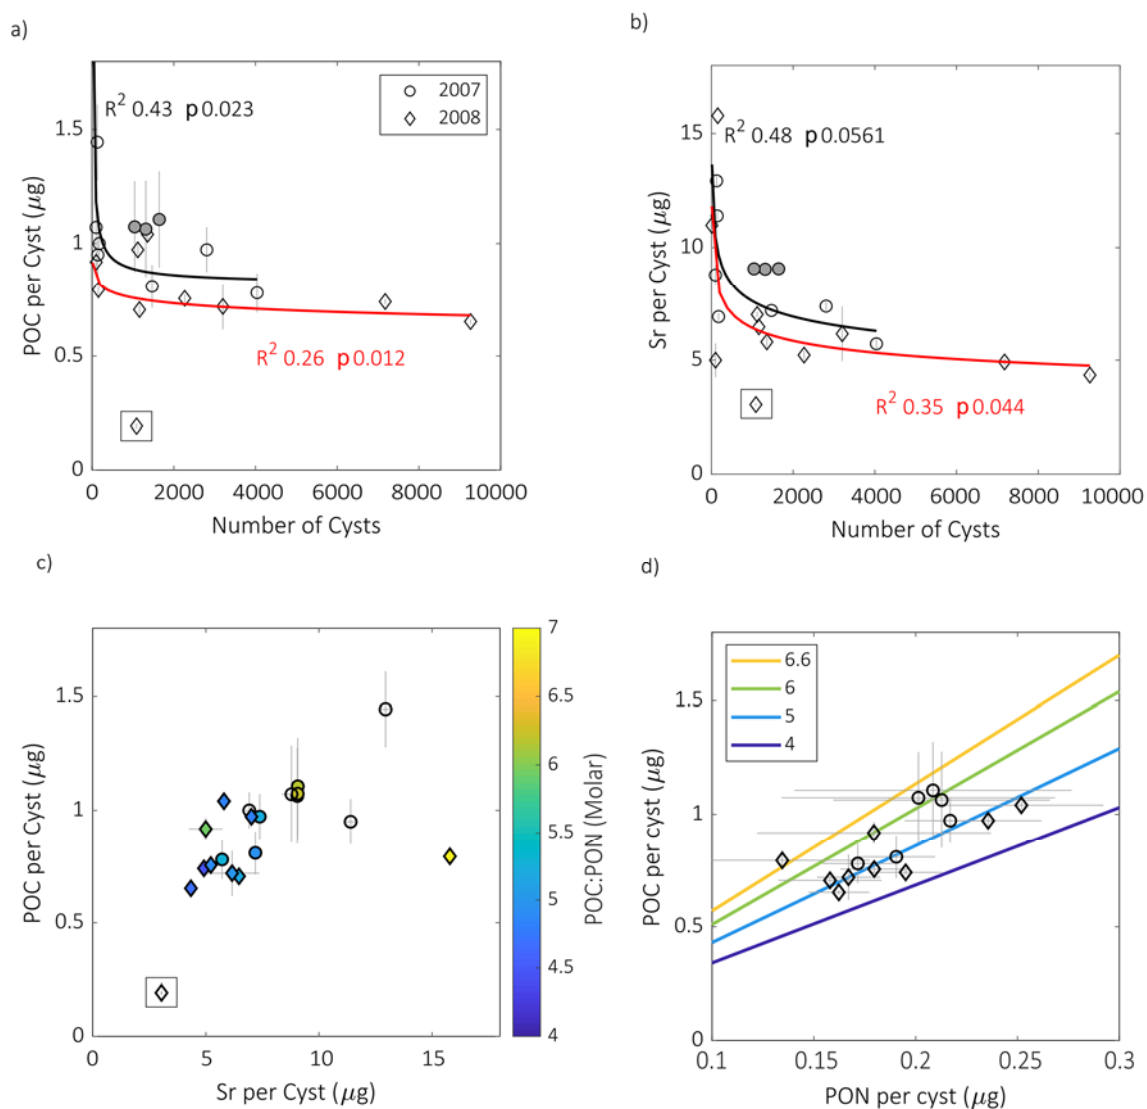 a)
R² 0.43 p0.023
2007
2008
R² 0.26 p0.012
1.5
1
0.5
0
POC per Cyst (μg)
0 2000 4000 6000 8000 10000
Number of Cysts
b)
R² 0.48 p0.0561
R² 0.35 p0.044
15
10
5
0
Sr per Cyst (μg)
0 2000 4000 6000 8000 10000
Number of Cysts
c)
1.5
1
0.5
0
POC per Cyst (μg)
0 5 10 15
Sr per Cyst (μg)
7
6.5
6
5.5
5
4.5
4
POC:PON (Molar)
d)
6.6
6
5
4
1.5
1
0.5
0
POC per cyst (μg)
0.1 0.15 0.2 0.25 0.3
PON per cyst (μg)